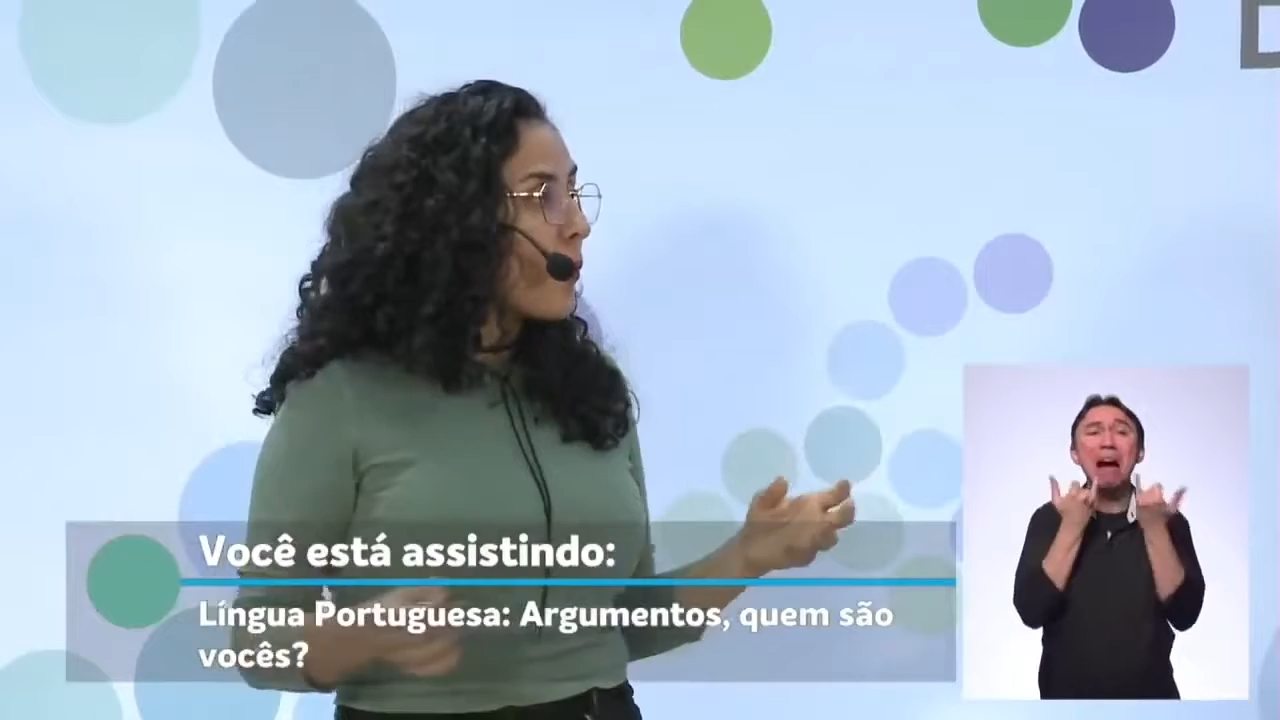 Você está assistindo:
Língua Portuguesa: Argumentos, quem são
vocês?